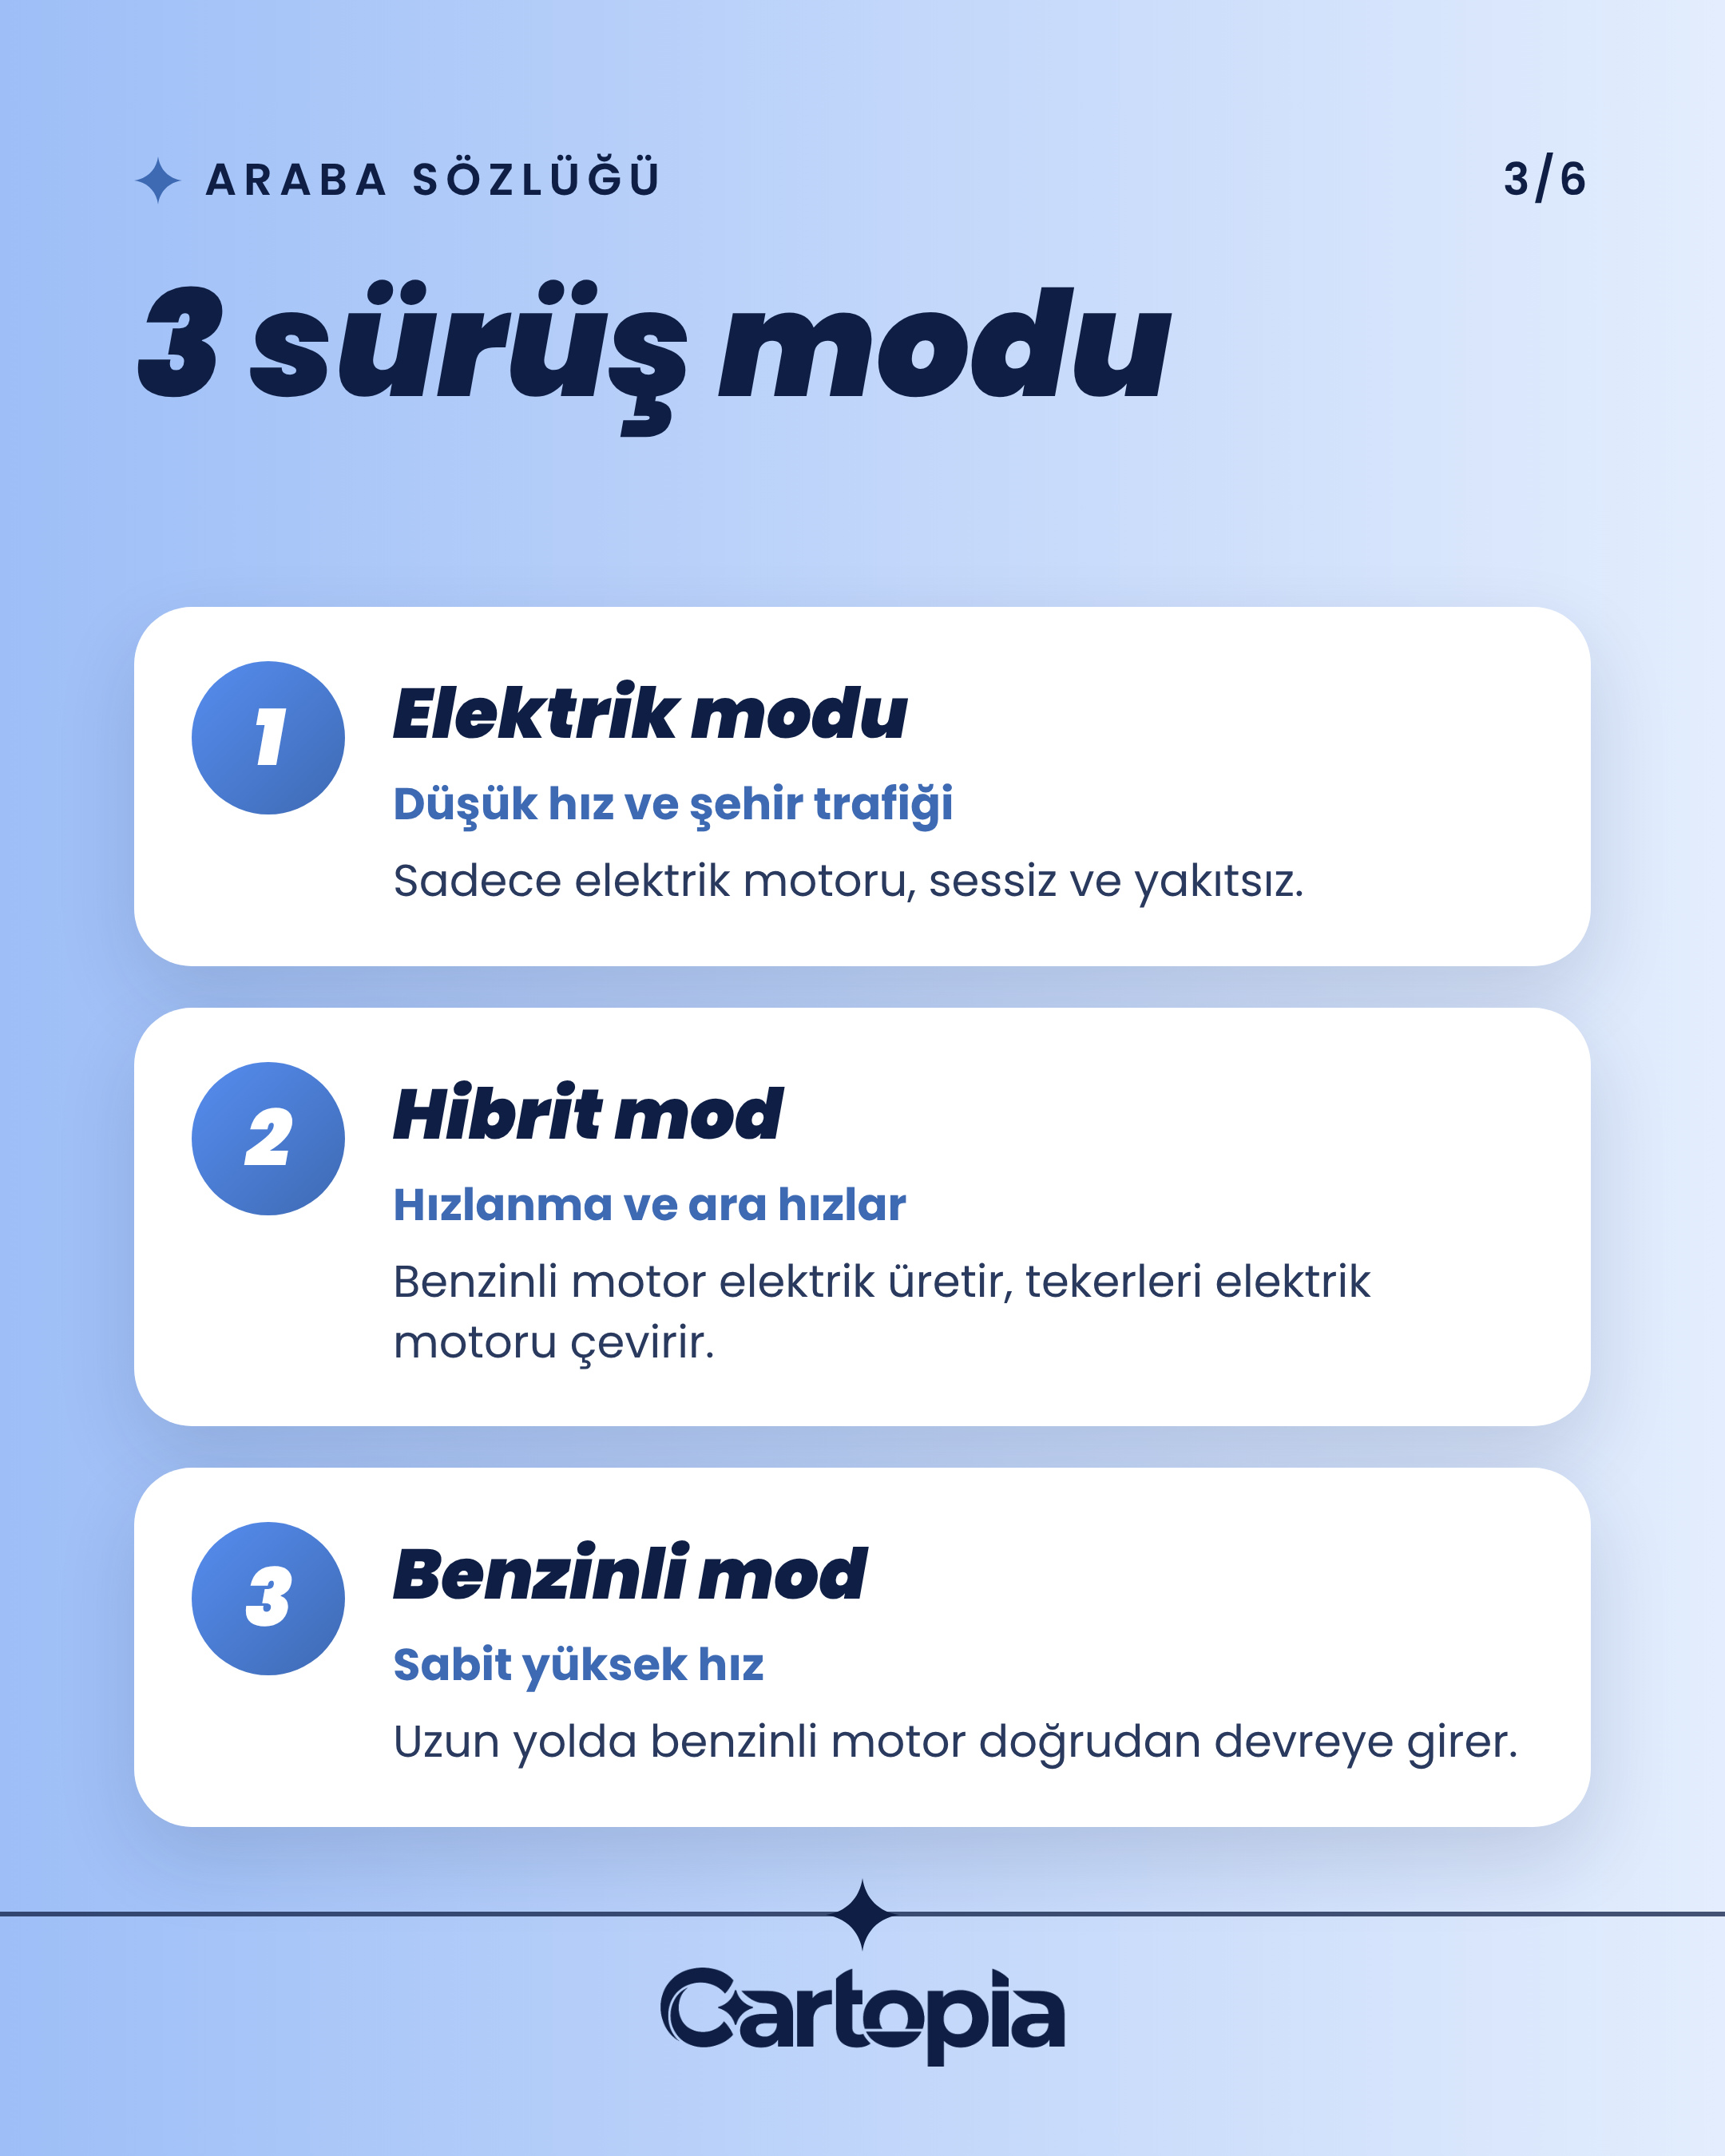 ARABA SÖZLÜĞÜ
3/6
3 sürüş modu
1
Elektrik modu
Düşük hız ve şehir trafiği
Sadece elektrik motoru, sessiz ve yakıtsız.
2
Hibrit mod
Hızlanma ve ara hızlar
Benzinli motor elektrik üretir, tekerleri elektrik
motoru çevirir.
3
Benzinli mod
Sabit yüksek hız
Uzun yolda benzinli motor doğrudan devreye girer.
Cartopia